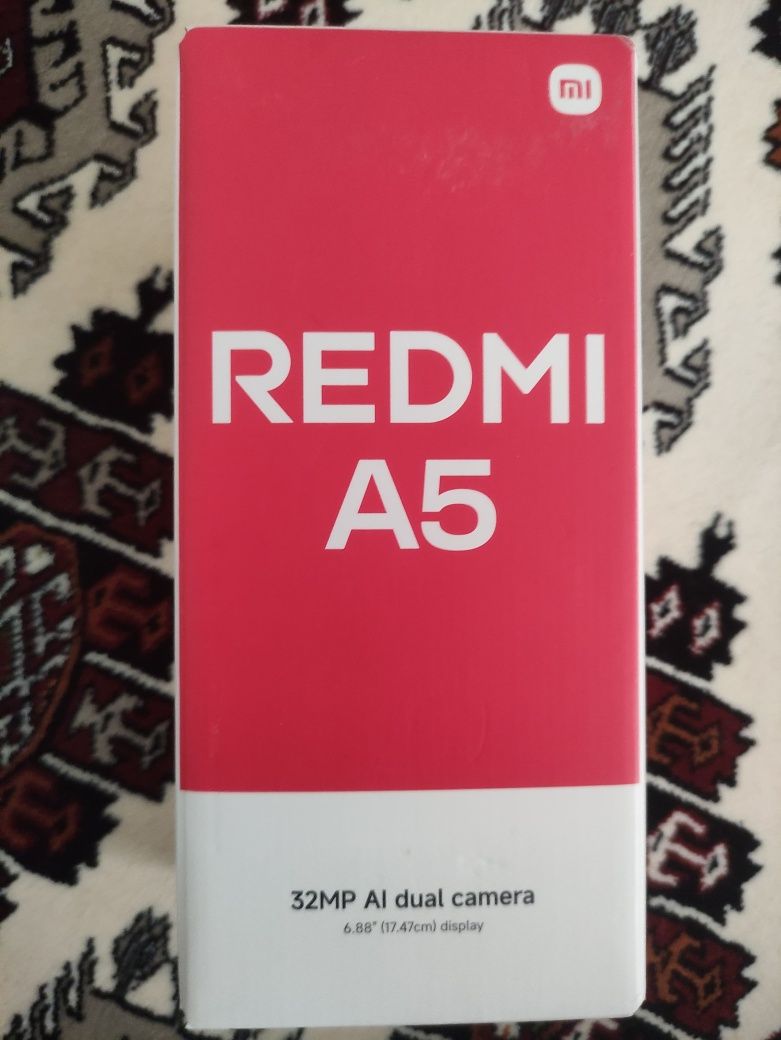 mi
REDMI
A5
32MP AI dual camera
6.88" (17.47cm) display